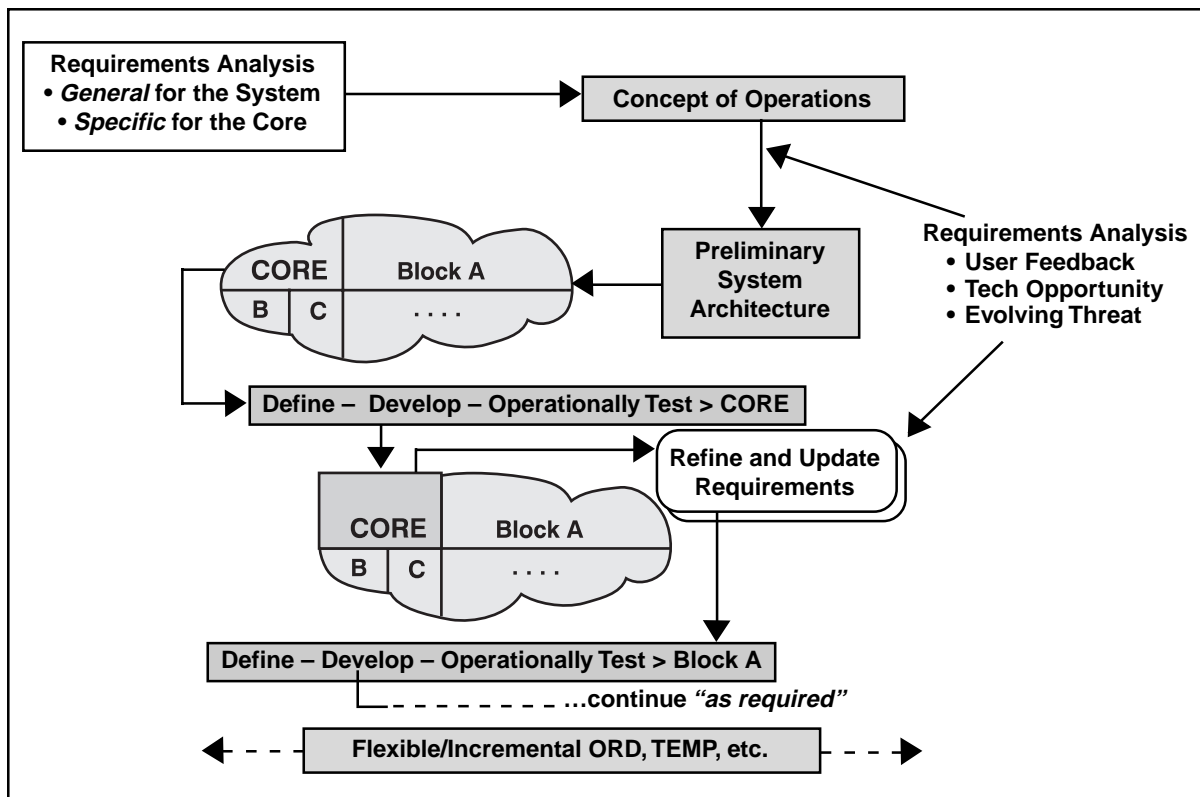 Requirements Analysis
• General for the System
• Specific for the Core
Concept of Operations
Preliminary
System
Architecture
Requirements Analysis
• User Feedback
• Tech Opportunity
• Evolving Threat
CORE
Block A
B
C
. . . .
Define – Develop – Operationally Test > CORE
Refine and Update
Requirements
CORE
Block A
B
C
. . . .
Define – Develop – Operationally Test > Block A
…continue “as required”
Flexible/Incremental ORD, TEMP, etc.